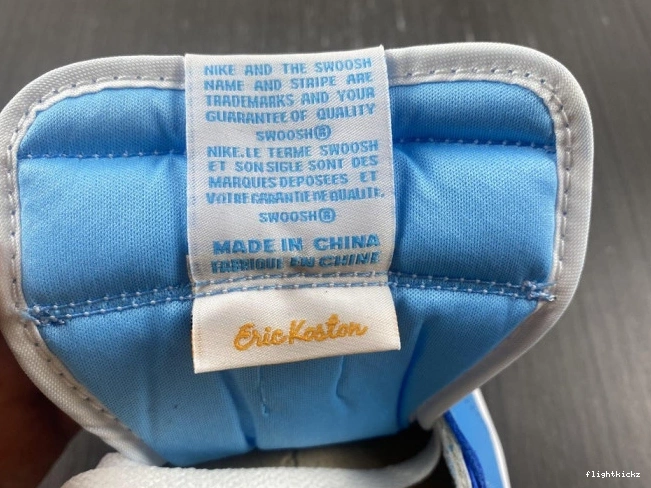 NIKE AND THE SWOOSH
NAME AND STRIPE ARE
TRADEMARKS AND YOUR
GUARANTEE OF QUALITY
SWOOSH®
NIKE.LE TERME SWOOSH
ET SON SIGLE SONT DES
MARQUES DEPOSEES ET
VOTRE GARANTIE DE QUALITE.
SWOOSH®
MADE IN CHINA
FABRIQUE EN CHINE
Eric Koston
flightkickz